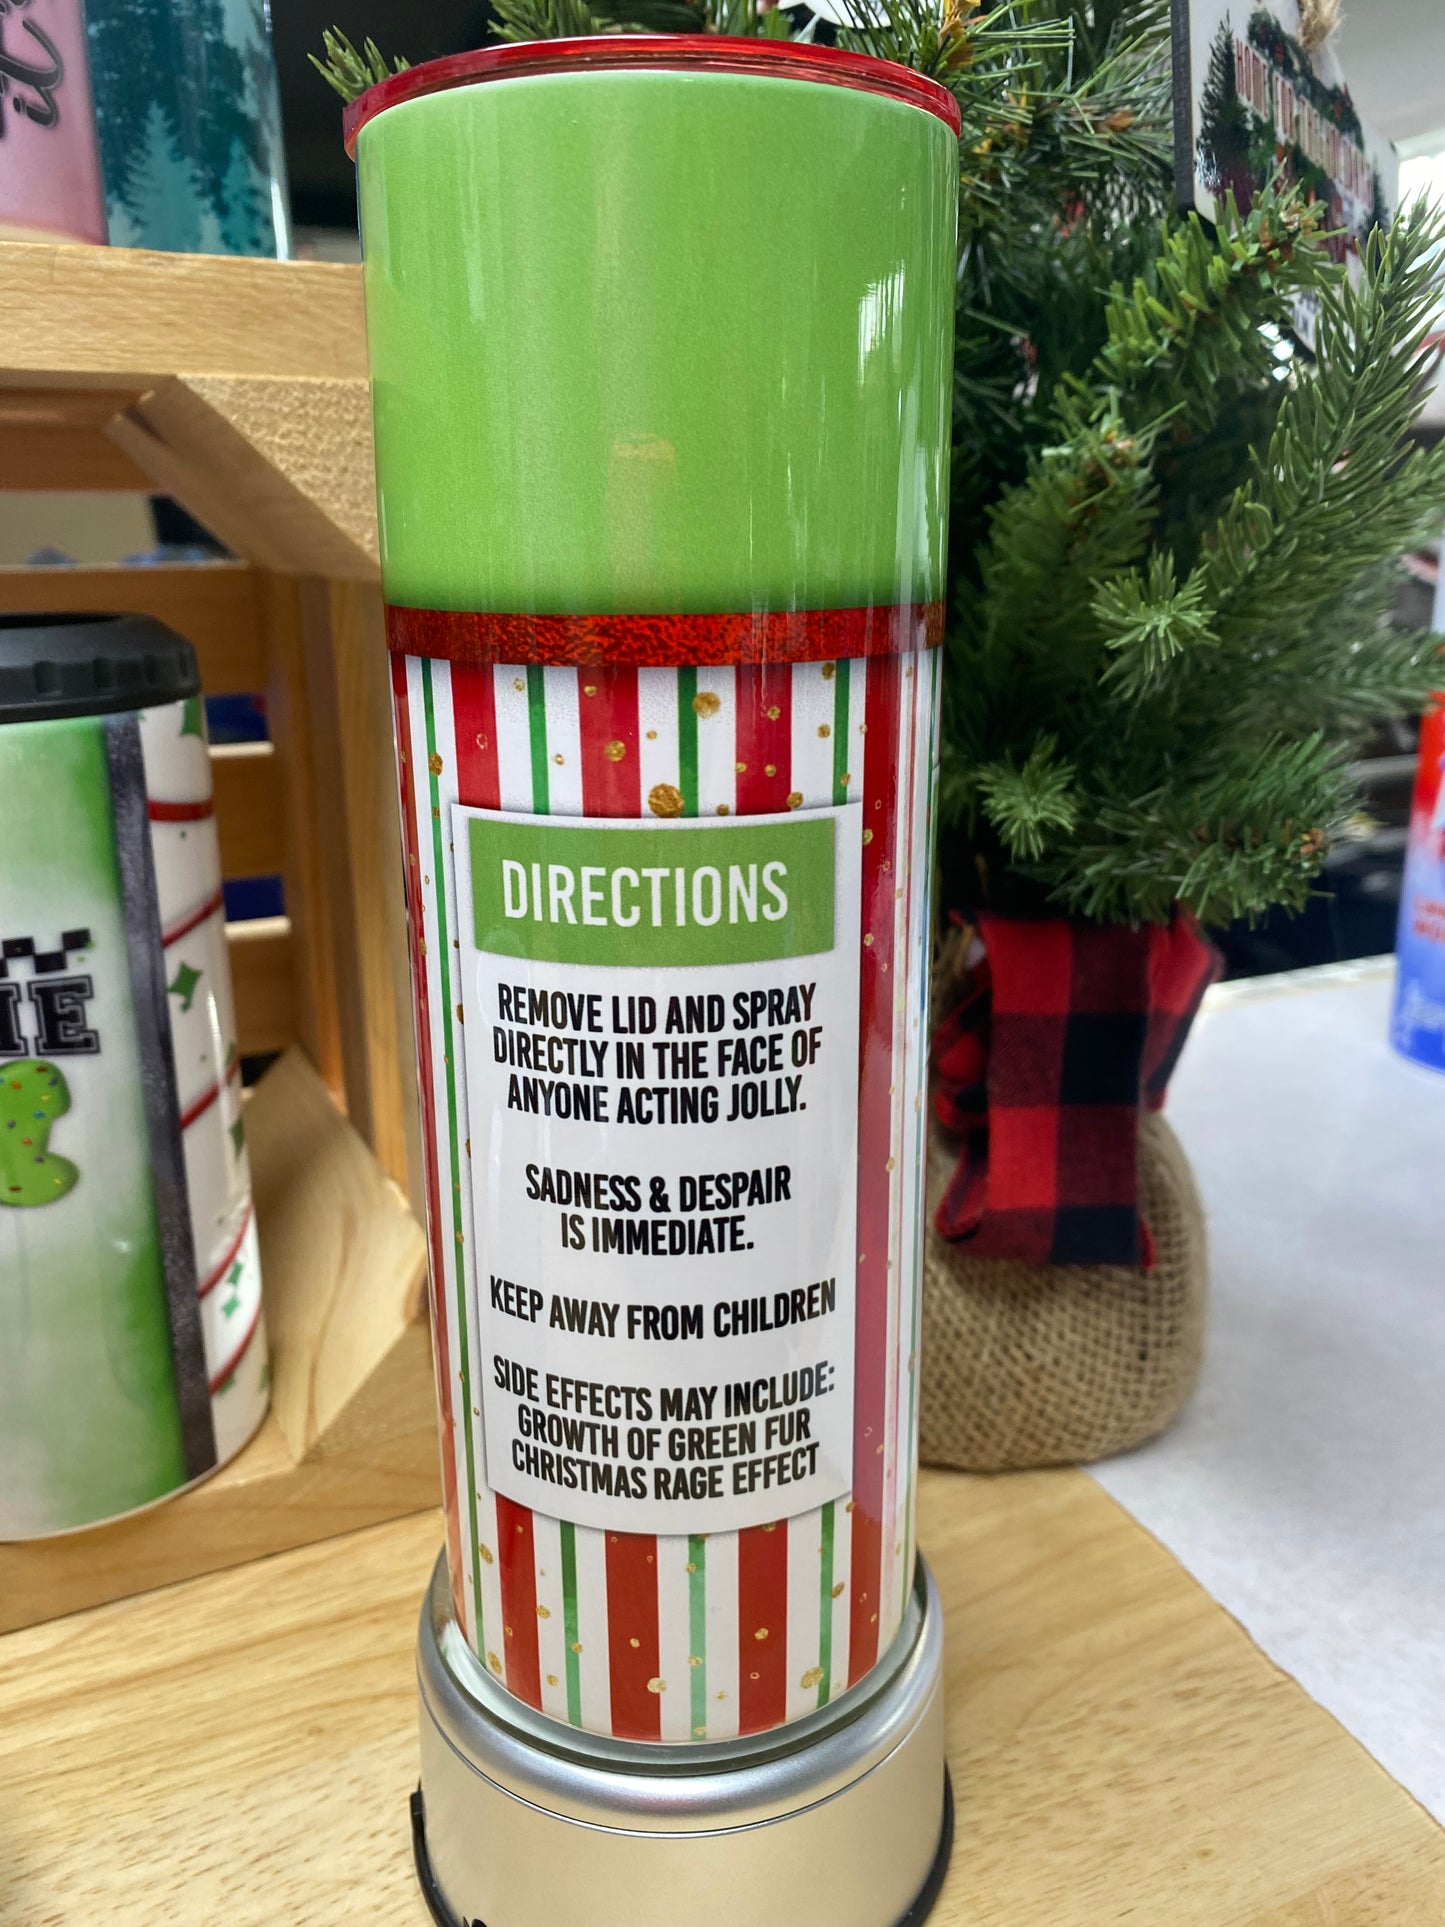 it
DIRECTIONS
REMOVE LID AND SPRAY
DIRECTLY IN THE FACE OF
ANYONE ACTING JOLLY.
SADNESS & DESPAIR
IS IMMEDIATE.
KEEP AWAY FROM CHILDREN
SIDE EFFECTS MAY INCLUDE:
GROWTH OF GREEN FUR
CHRISTMAS RAGE EFFECT